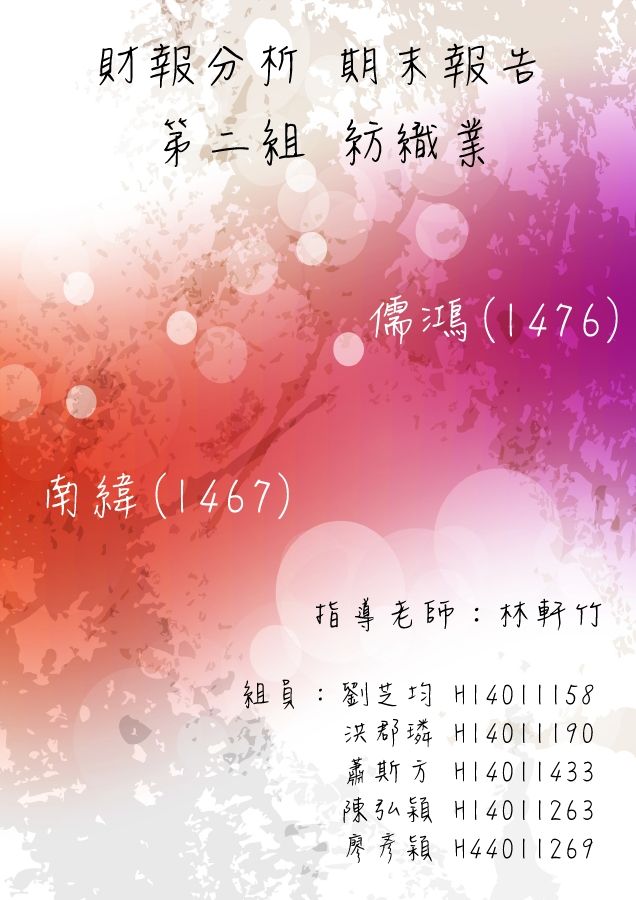 財報分析 期末報告
第二組 紡織業
儒鴻(1476)
南緯(1467)
指導老師：林軒竹
組員：劉芝均 H14011158
洪郡璘 H14011190
蕭斯方 H14011433
陳弘穎 H14011263
廖彥穎 H44011269